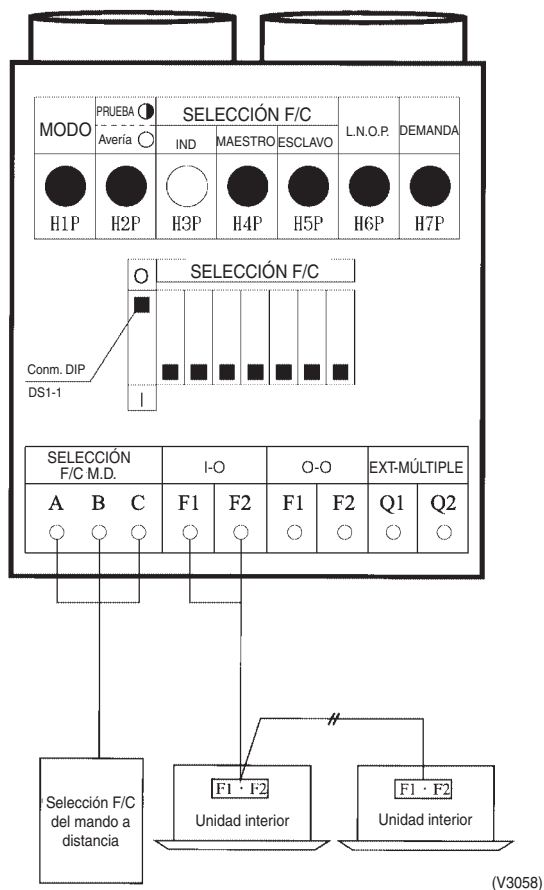 MODO
PRUEBA
Avería
SELECCIÓN F/C
IND MAESTRO ESCLAVO
L.N.O.P.
DEMANDA
H1P H2P H3P H4P H5P H6P H7P
O SELECCIÓN F/C
Conm. DIP
DS1-1
I
SELECCIÓN
F/C M.D.
I-O O-O EXT-MÚLTIPLE
A B C F1 F2 F1 F2 Q1 Q2
F1 · F2 F1 · F2
Selección F/C
del mando a
distancia
Unidad interior Unidad interior
(V3058)